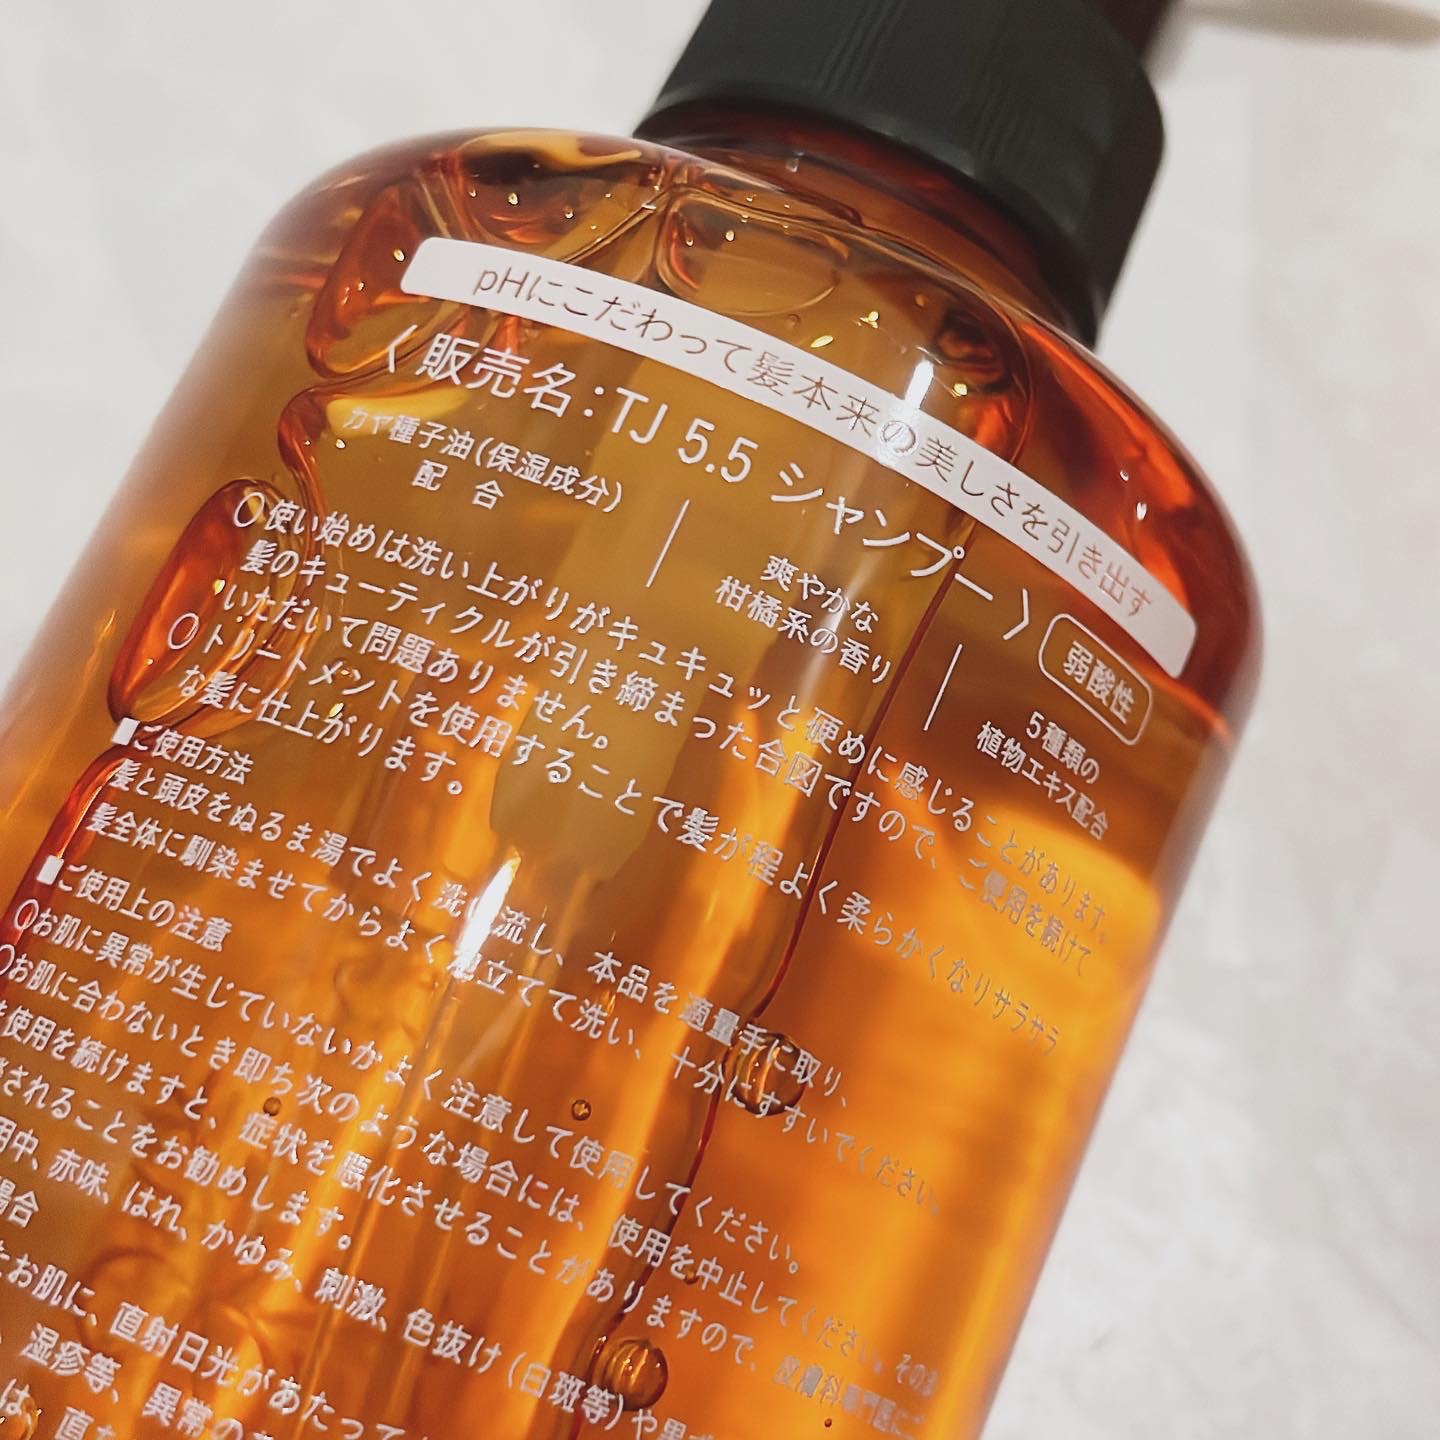 pHにこだわって髪本来の美しさを引き出す
〈 販売名：TJ 5.5 シャンプー 〉
弱酸性
カヤ種子油(保湿成分)
配 合
爽やかな
柑橘系の香り
5種類の
植物エキス配合
○使い始めは洗い上がりがキュキュッと硬めに感じることがあります。
髪のキューティクルが引き締まった合図ですので、ご使用を続けて
いただいて問題ありません。
○トリートメントを使用することで髪が程よく柔らかくなりサラサラ
な髪に仕上がります。
■ご使用方法
髪と頭皮をぬるま湯でよく洗い流し、本品を適量手に取り、
髪全体に馴染ませてからよく泡立てて洗い、十分にすすいでください。
■ご使用上の注意
○お肌に異常が生じていないかよく注意して使用してください。
○お肌に合わないとき即ち次のような場合には、使用を中止してください。そのまま
使用を続けますと、症状を悪化させることがありますので、皮膚科専門医に
されることをお勧めします。
用中、赤味、はれ、かゆみ、刺激、色抜け（白斑等）や黒
場合
お肌に、直射日光があたって
、湿疹等、異常の
は、直